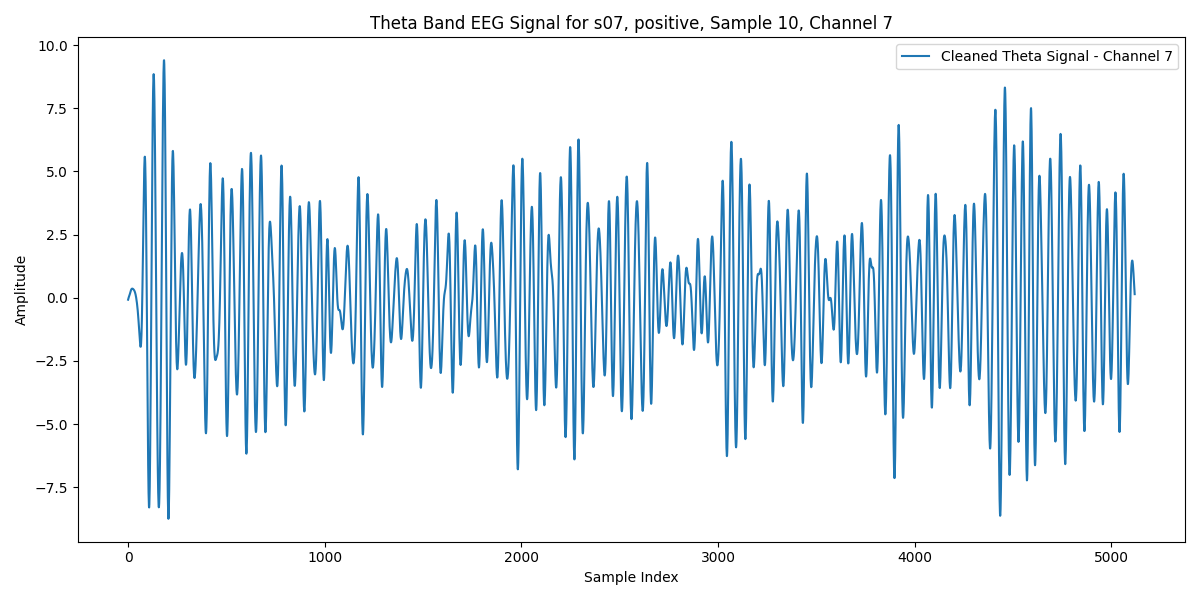 Theta Band EEG Signal for s07, positive, Sample 10, Channel 7
Cleaned Theta Signal - Channel 7
Amplitude
10.0
7.5
5.0
2.5
0.0
−2.5
−5.0
−7.5
0 1000 2000 3000 4000 5000
Sample Index